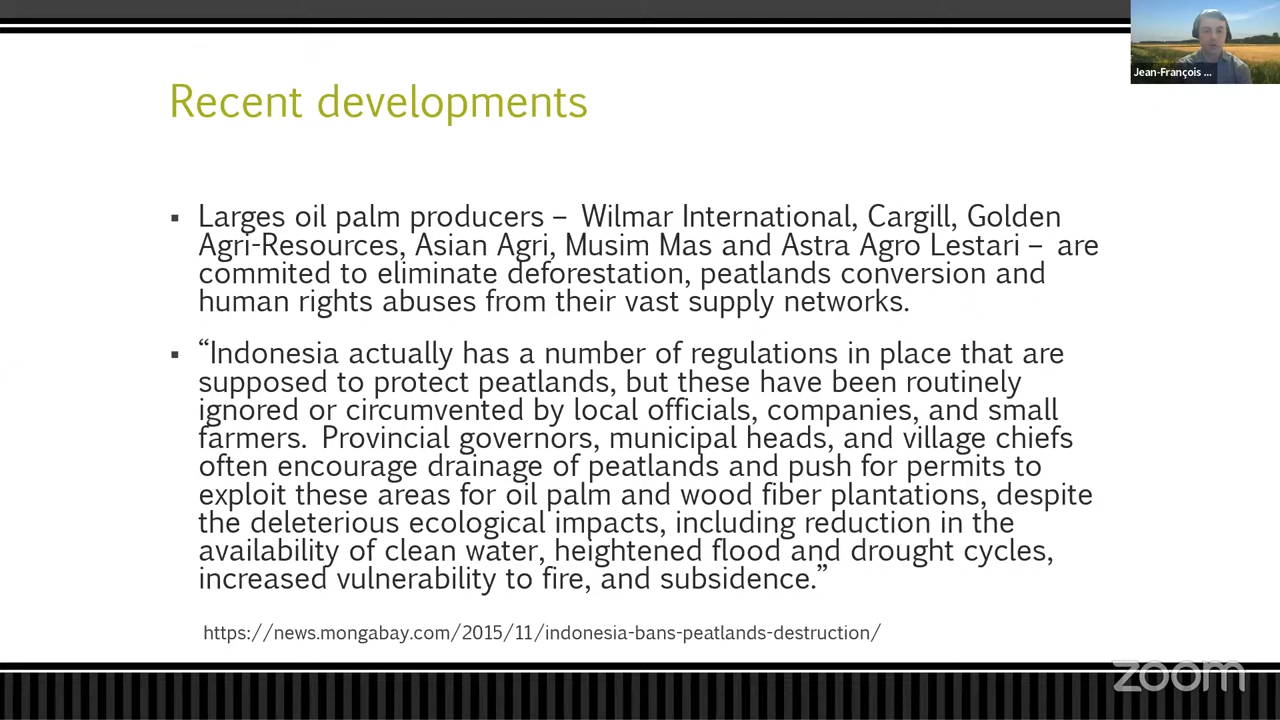 Jean-François ...
Recent developments
▪ Larges oil palm producers – Wilmar International, Cargill, Golden
Agri-Resources, Asian Agri, Musim Mas and Astra Agro Lestari – are
commited to eliminate deforestation, peatlands conversion and
human rights abuses from their vast supply networks.
▪ “Indonesia actually has a number of regulations in place that are
supposed to protect peatlands, but these have been routinely
ignored or circumvented by local officials, companies, and small
farmers. Provincial governors, municipal heads, and village chiefs
often encourage drainage of peatlands and push for permits to
exploit these areas for oil palm and wood fiber plantations, despite
the deleterious ecological impacts, including reduction in the
availability of clean water, heightened flood and drought cycles,
increased vulnerability to fire, and subsidence.”
https://news.mongabay.com/2015/11/indonesia-bans-peatlands-destruction/
zoom